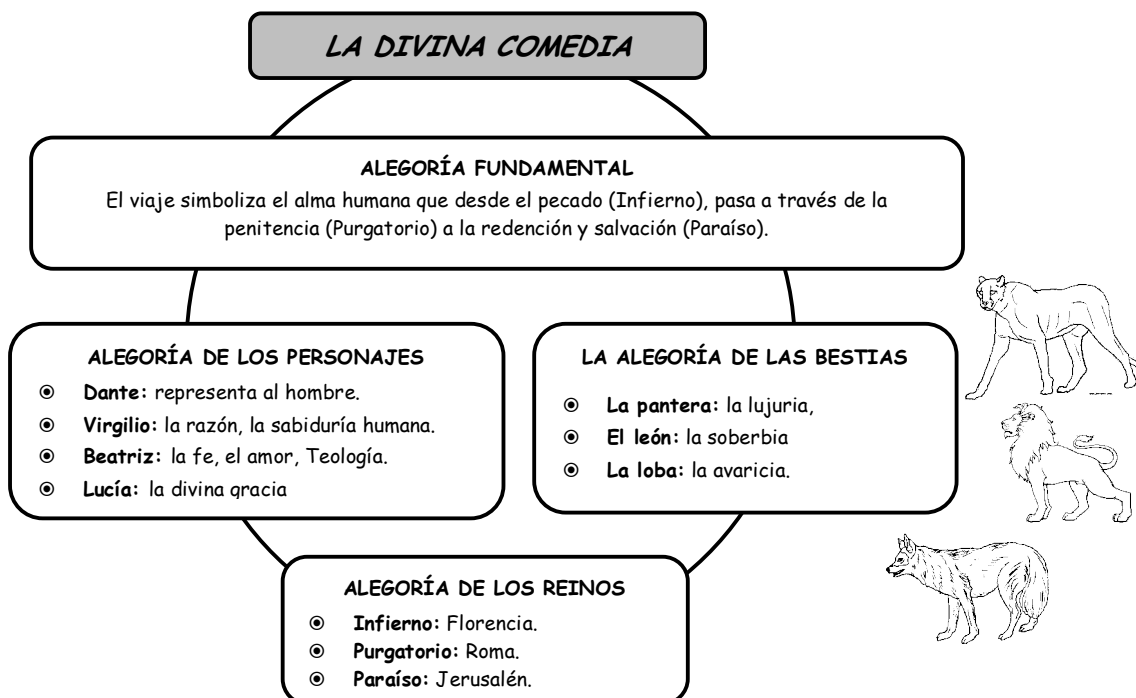 LA DIVINA COMEDIA
ALEGORÍA FUNDAMENTAL
El viaje simboliza el alma humana que desde el pecado (Infierno), pasa a través de la
penitencia (Purgatorio) a la redención y salvación (Paraíso).
ALEGORÍA DE LOS PERSONAJES
Dante: representa al hombre.
Virgilio: la razón, la sabiduría humana.
Beatriz: la fe, el amor, Teología.
Lucía: la divina gracia
LA ALEGORÍA DE LAS BESTIAS
La pantera: la lujuria,
El león: la soberbia
La loba: la avaricia.
ALEGORÍA DE LOS REINOS
Infierno: Florencia.
Purgatorio: Roma.
Paraíso: Jerusalén.